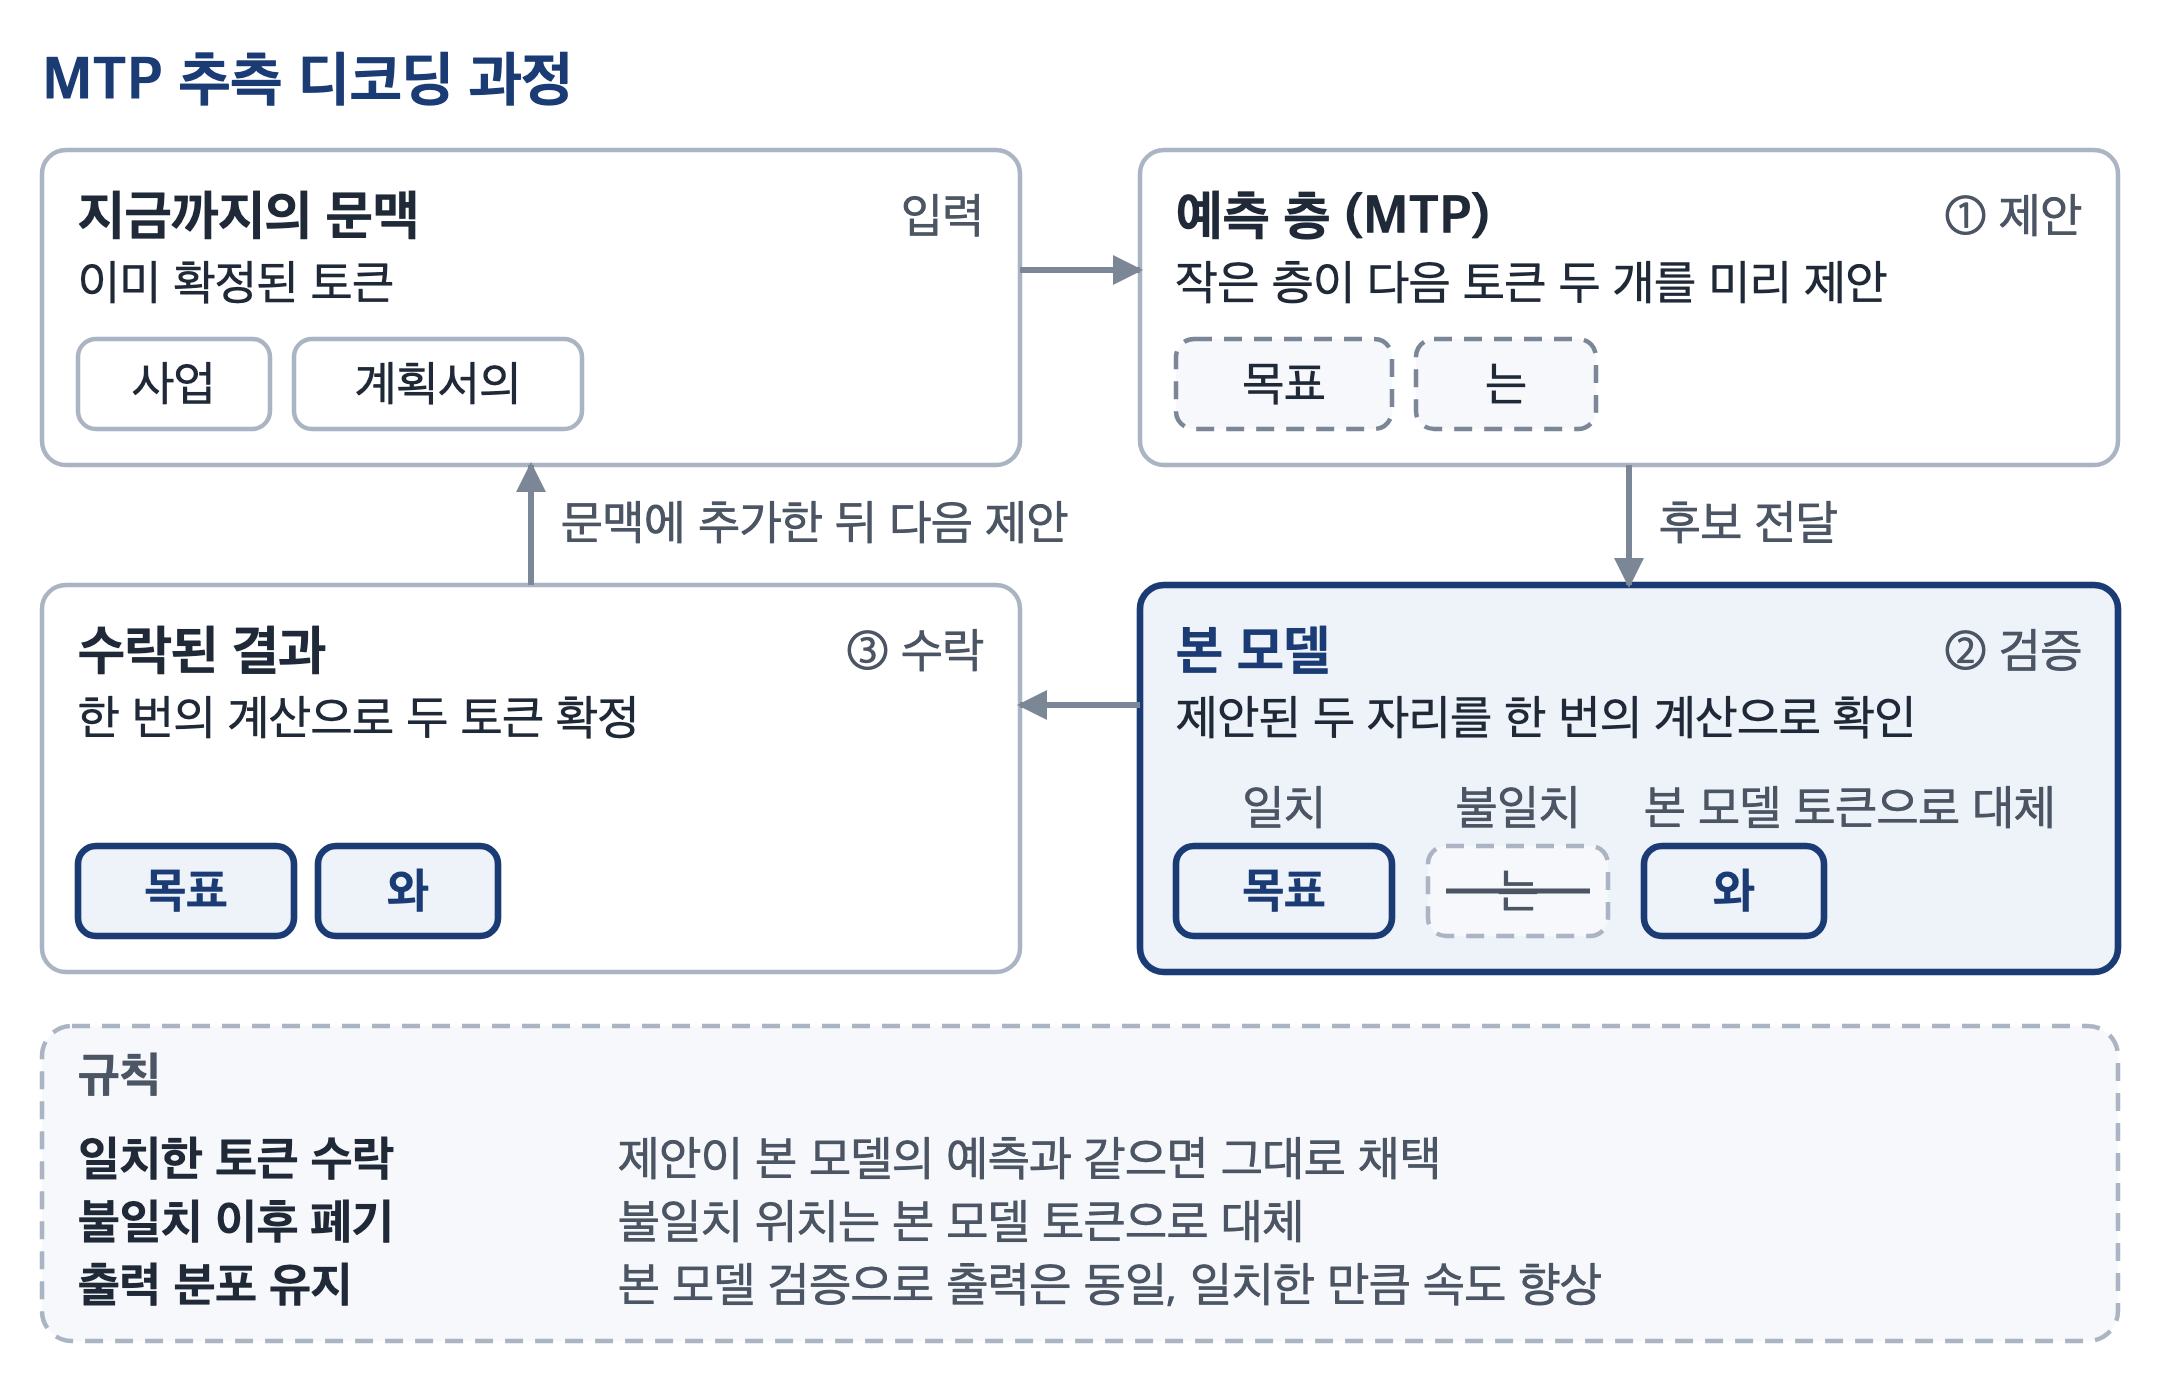 MTP 추측 디코딩 과정
지금까지의 문맥
입력
이미 확정된 토큰
사업
계획서의
예측 층 (MTP)
① 제안
작은 층이 다음 토큰 두 개를 미리 제안
목표
는
문맥에 추가한 뒤 다음 제안
후보 전달
수락된 결과
③ 수락
한 번의 계산으로 두 토큰 확정
목표
와
본 모델
② 검증
제안된 두 자리를 한 번의 계산으로 확인
일치
불일치
본 모델 토큰으로 대체
목표
는
와
규칙
일치한 토큰 수락
제안이 본 모델의 예측과 같으면 그대로 채택
불일치 이후 폐기
불일치 위치는 본 모델 토큰으로 대체
출력 분포 유지
본 모델 검증으로 출력은 동일, 일치한 만큼 속도 향상